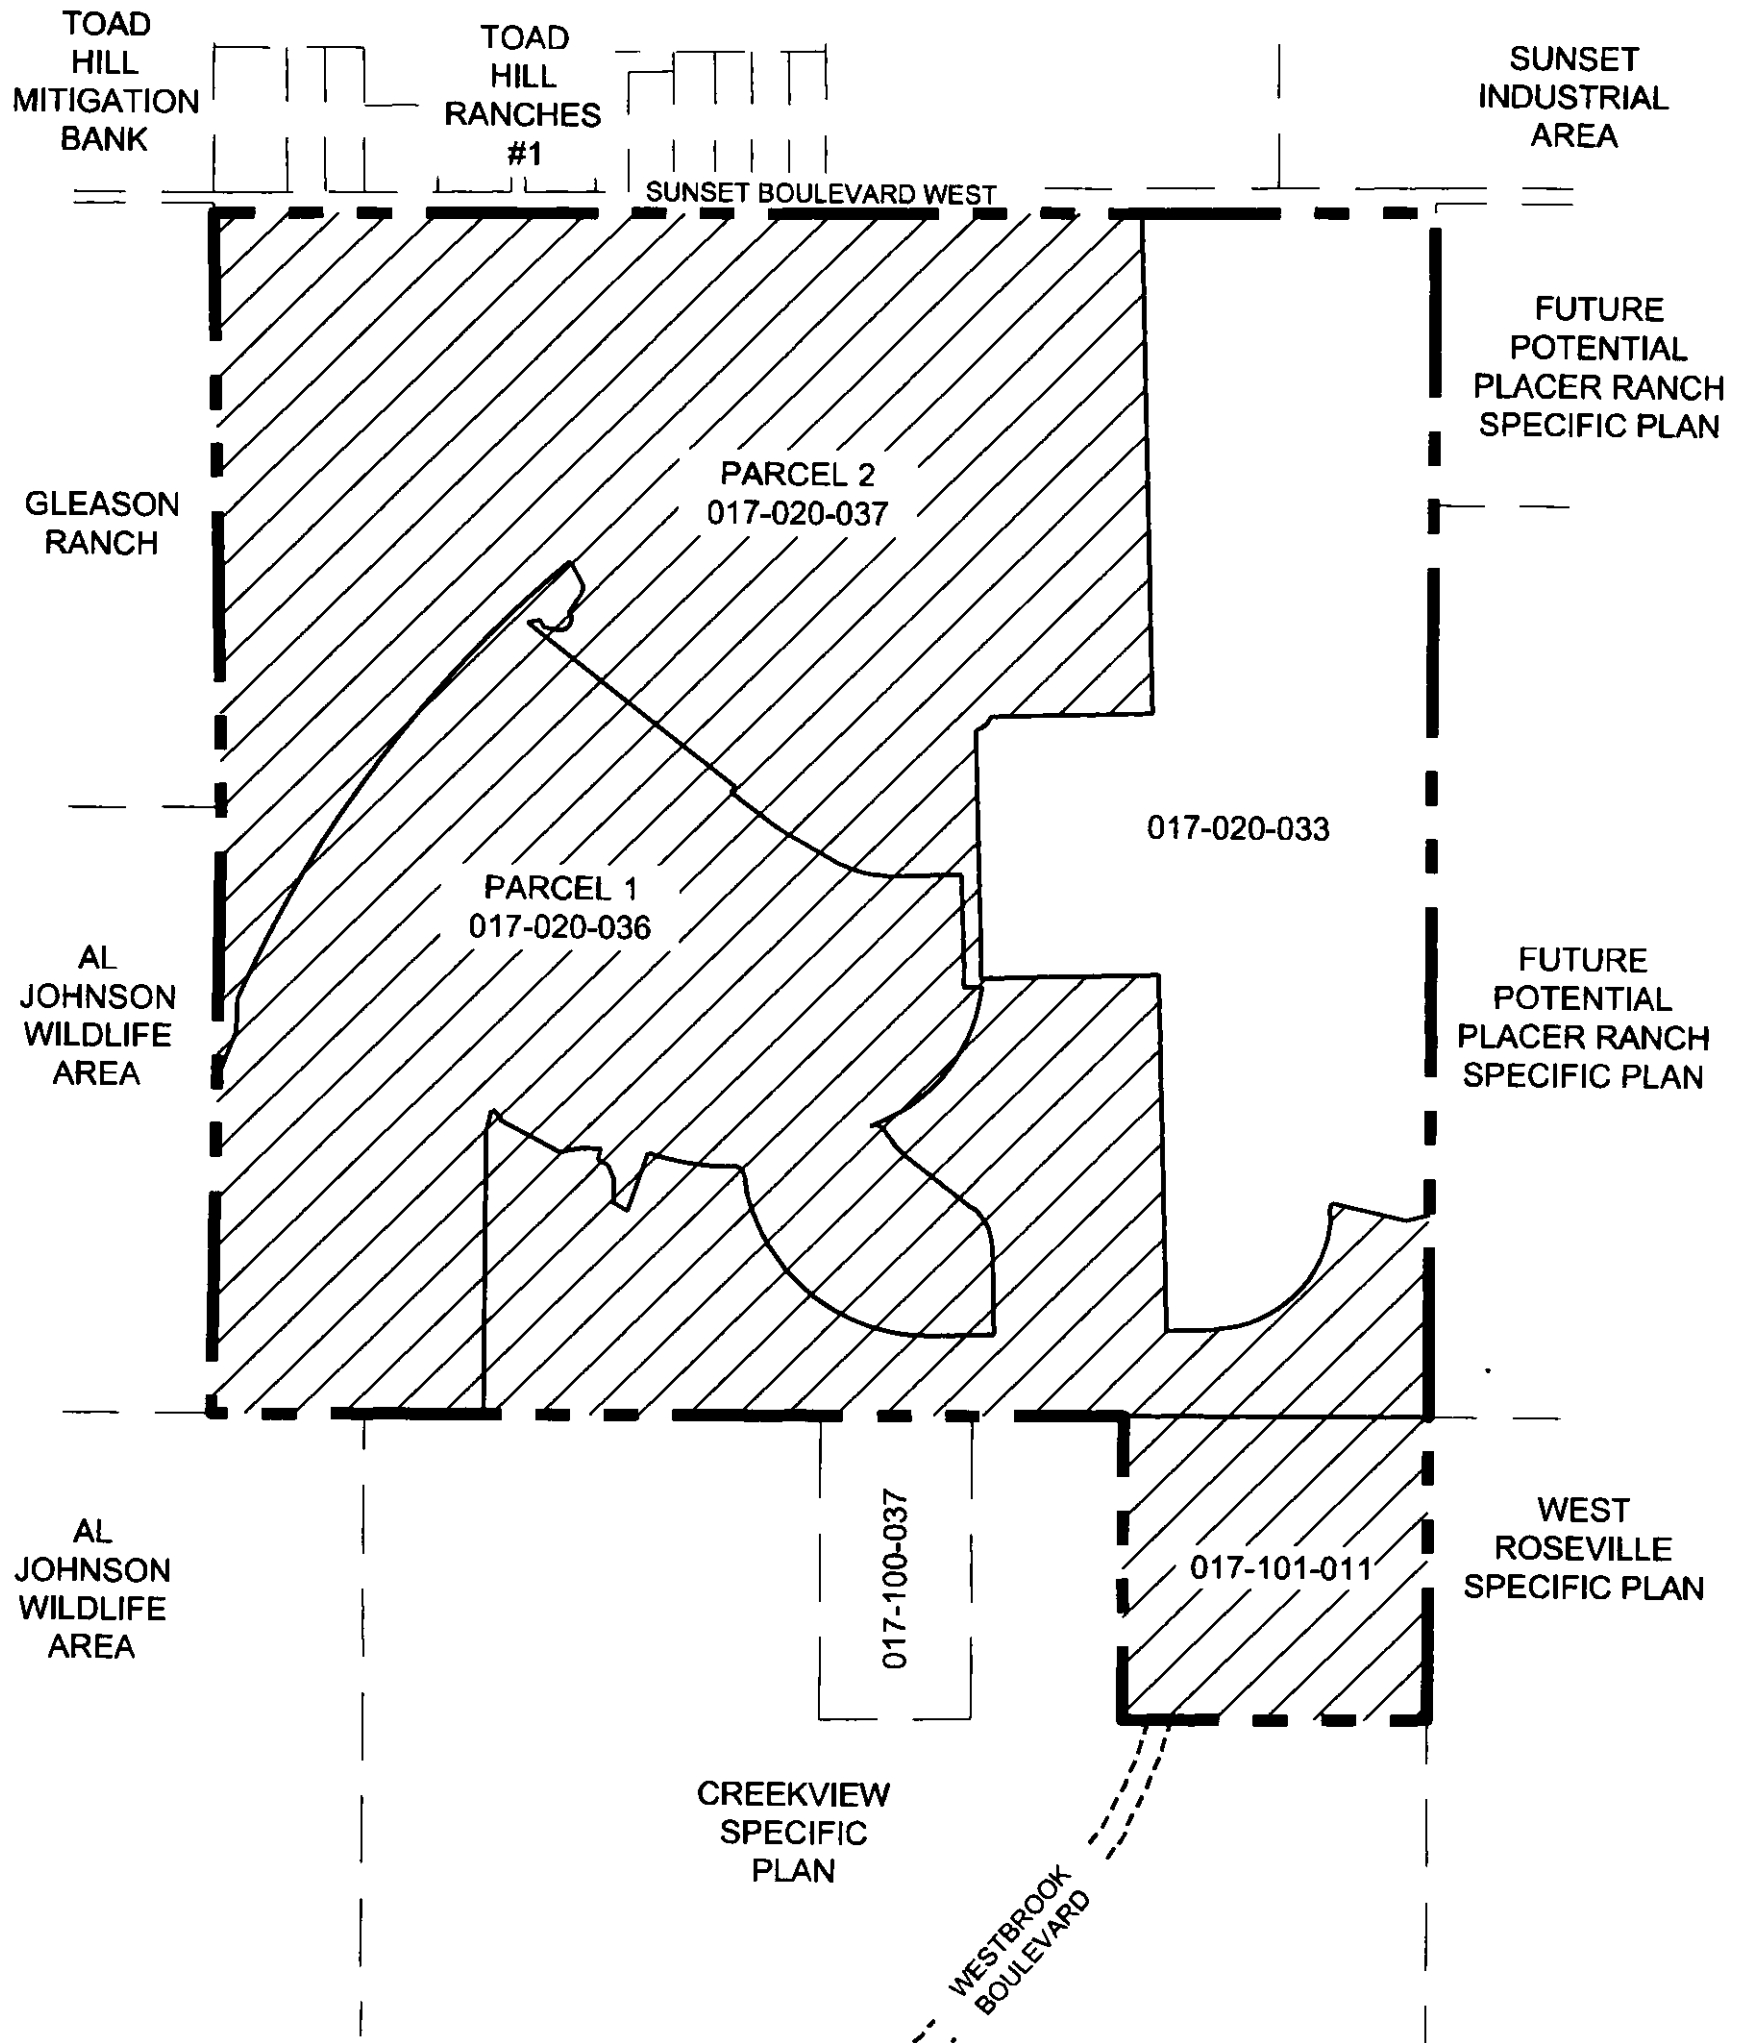 TOAD
HILL
MITIGATION
BANK
TOAD
HILL
RANCHES
#1
SUNSET
INDUSTRIAL
AREA
SUNSET BOULEVARD WEST
FUTURE
POTENTIAL
PLACER RANCH
SPECIFIC PLAN
PARCEL 2
017-020-037
GLEASON
RANCH
017-020-033
PARCEL 1
017-020-036
AL
JOHNSON
WILDLIFE
AREA
FUTURE
POTENTIAL
PLACER RANCH
SPECIFIC PLAN
AL
JOHNSON
WILDLIFE
AREA
017-100-037
017-101-011
WEST
ROSEVILLE
SPECIFIC PLAN
CREEKVIEW
SPECIFIC
PLAN
WESTBROOK
BOULEVARD